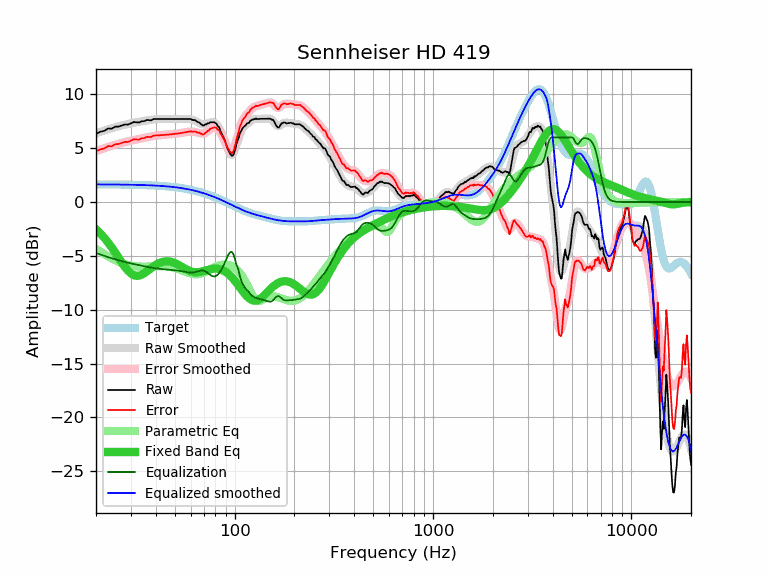 Sennheiser HD 419
10
5
0
−5
−10
−15
−20
−25
Amplitude (dBr)
Target
Raw Smoothed
Error Smoothed
Raw
Error
Parametric Eq
Fixed Band Eq
Equalization
Equalized smoothed
100
1000
10000
Frequency (Hz)